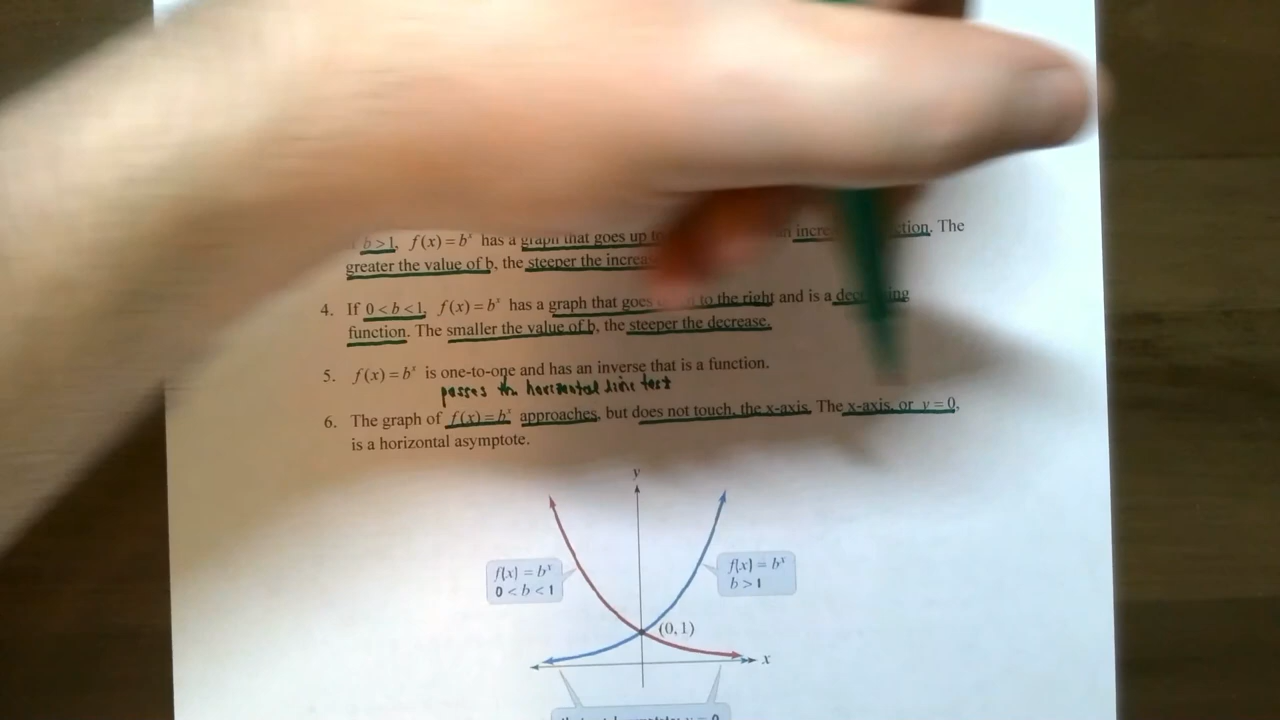 b > 1, f(x) = bˣ has a graph that goes up to an increasing function. The
greater the value of b, the steeper the increase
4. If 0 < b < 1, f(x) = bˣ has a graph that goes to the right and is a decreasing
function. The smaller the value of b, the steeper the decrease.
5. f(x) = bˣ is one-to-one and has an inverse that is a function.
passes the horizontal line test
6. The graph of f(x) = bˣ approaches, but does not touch, the x-axis. The x-axis, or y = 0,
is a horizontal asymptote.
y
f(x) = bˣ
0 < b < 1
f(x) = bˣ
b > 1
(0, 1)
x